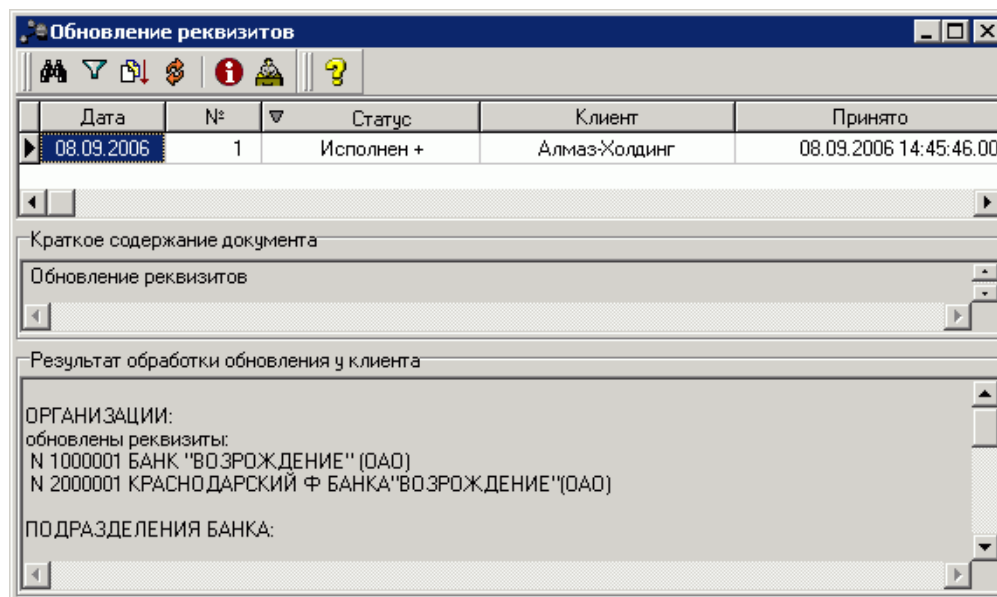 Обновление реквизитов
Дата № Статус Клиент Принято
08.09.2006 1 Исполнен + Алмаз-Холдинг 08.09.2006 14:45:46.00
Краткое содержание документа
Обновление реквизитов
Результат обработки обновления у клиента
ОРГАНИЗАЦИИ:
обновлены реквизиты:
N 1000001 БАНК "ВОЗРОЖДЕНИЕ" (ОАО)
N 2000001 КРАСНОДАРСКИЙ Ф БАНКА"ВОЗРОЖДЕНИЕ"(ОАО)
ПОДРАЗДЕЛЕНИЯ БАНКА: